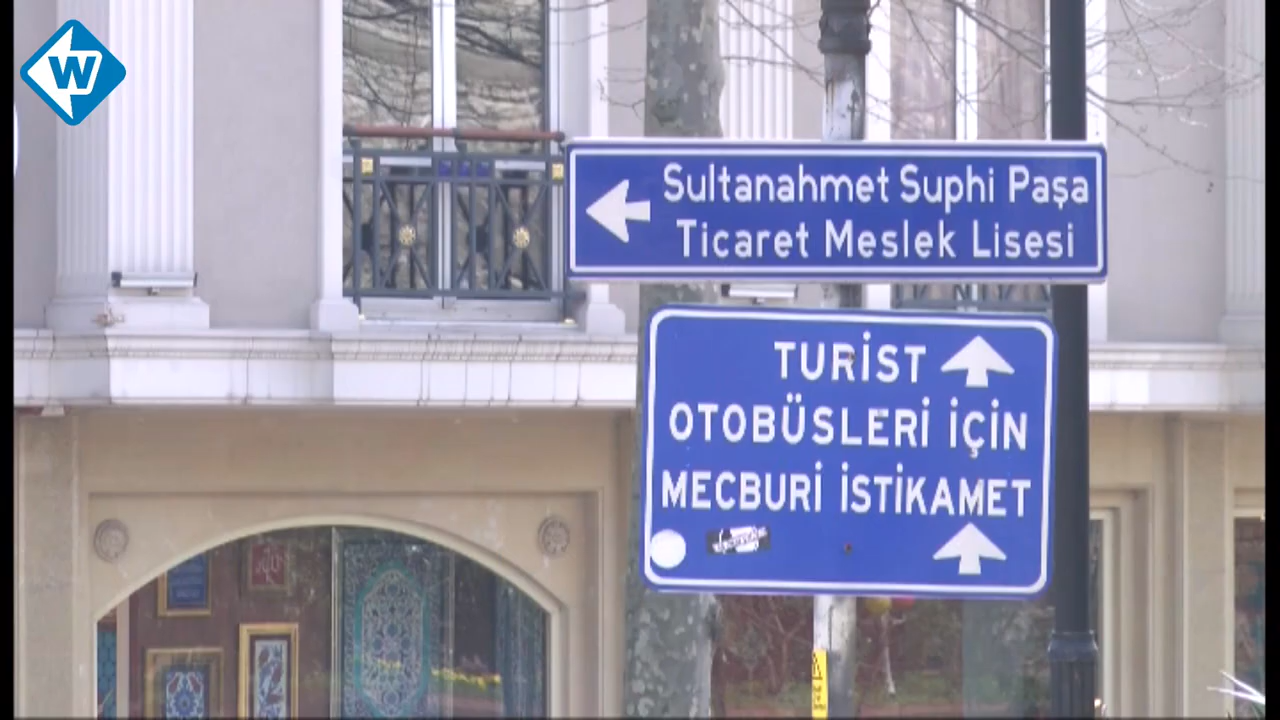 W
Sultanahmet Suphi Paşa
Ticaret Meslek Lisesi
TURİST
OTOBÜSLERİ İÇİN
MECBURİ İSTİKAMET